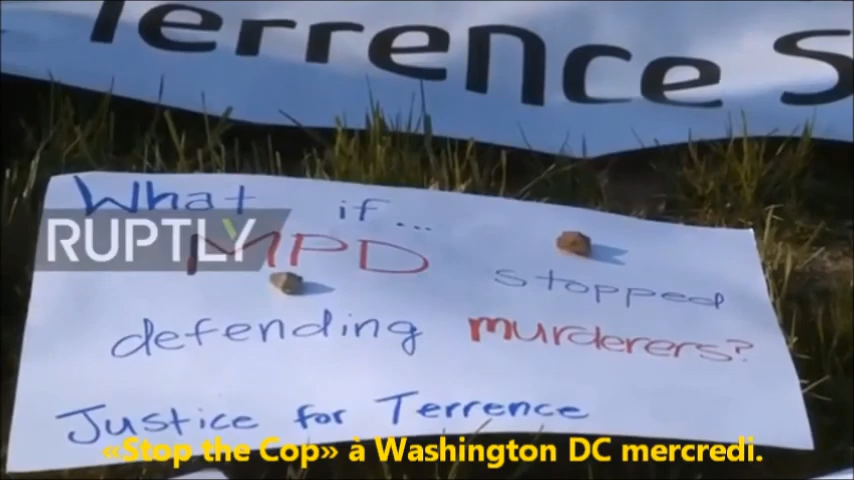 Terrence S
What if...
RUPTLY
MPD stopped
defending murderers?
Justice for Terrence
«Stop the Cop» à Washington DC mercredi.